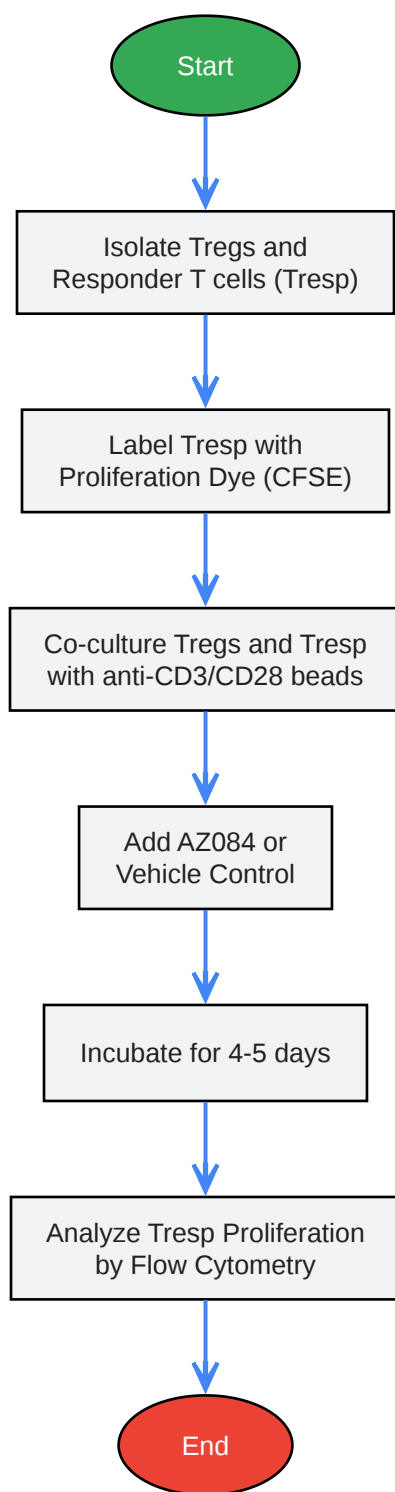 Start
Isolate Tregs and
Responder T cells (Tresp)
Label Tresp with
Proliferation Dye (CFSE)
Co-culture Tregs and Tresp
with anti-CD3/CD28 beads
Add AZ084 or
Vehicle Control
Incubate for 4-5 days
Analyze Tresp Proliferation
by Flow Cytometry
End